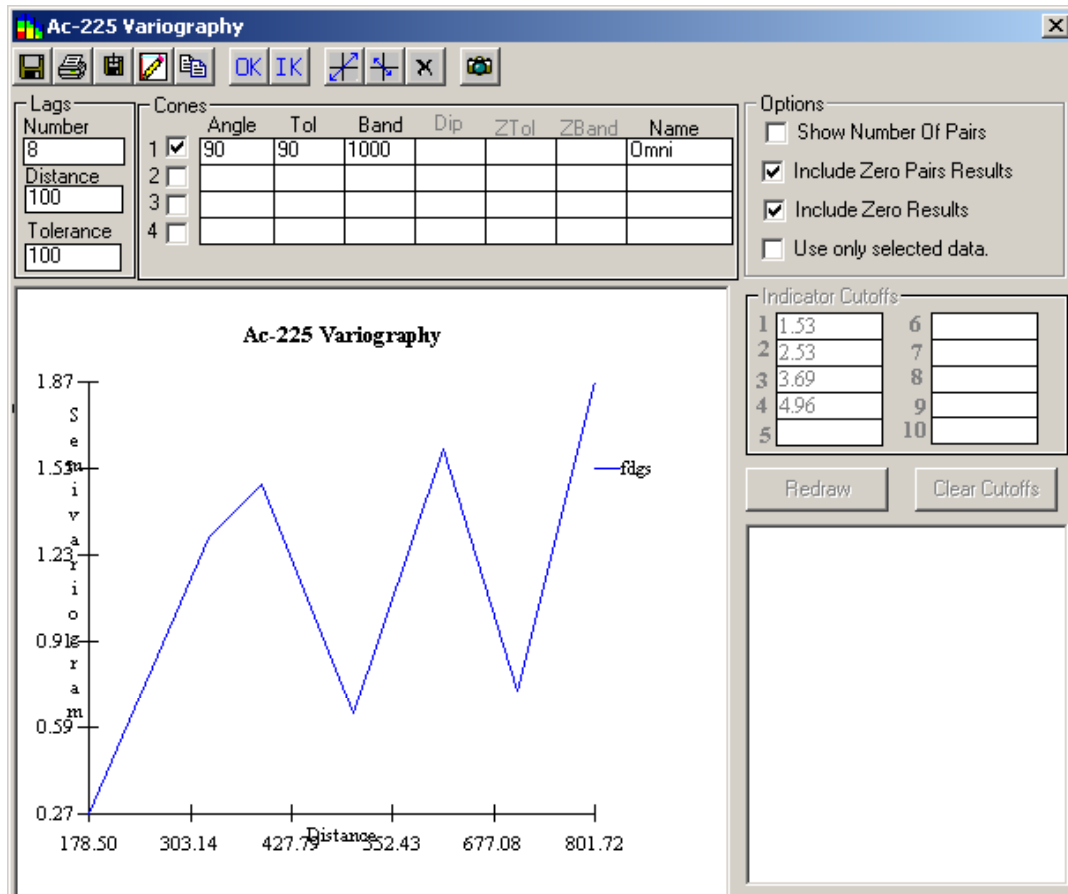 Ac-225 Variography
OK IK
Lags
Number
8
Distance
100
Tolerance
100
Cones
Angle Tol Band Dip ZTol ZBand Name
1 90 90 1000 Omni
2
3
4
Options
Show Number Of Pairs
Include Zero Pairs Results
Include Zero Results
Use only selected data.
Indicator Cutoffs
1 1.53 6
2 2.53 7
3 3.69 8
4 4.96 9
5 10
Redraw Clear Cutoffs
Ac-225 Variography
Semivariogram
1.87
1.55
1.23
0.91
0.59
0.27
fdgs
178.50 303.14 427.79 552.43 677.08 801.72
Distance